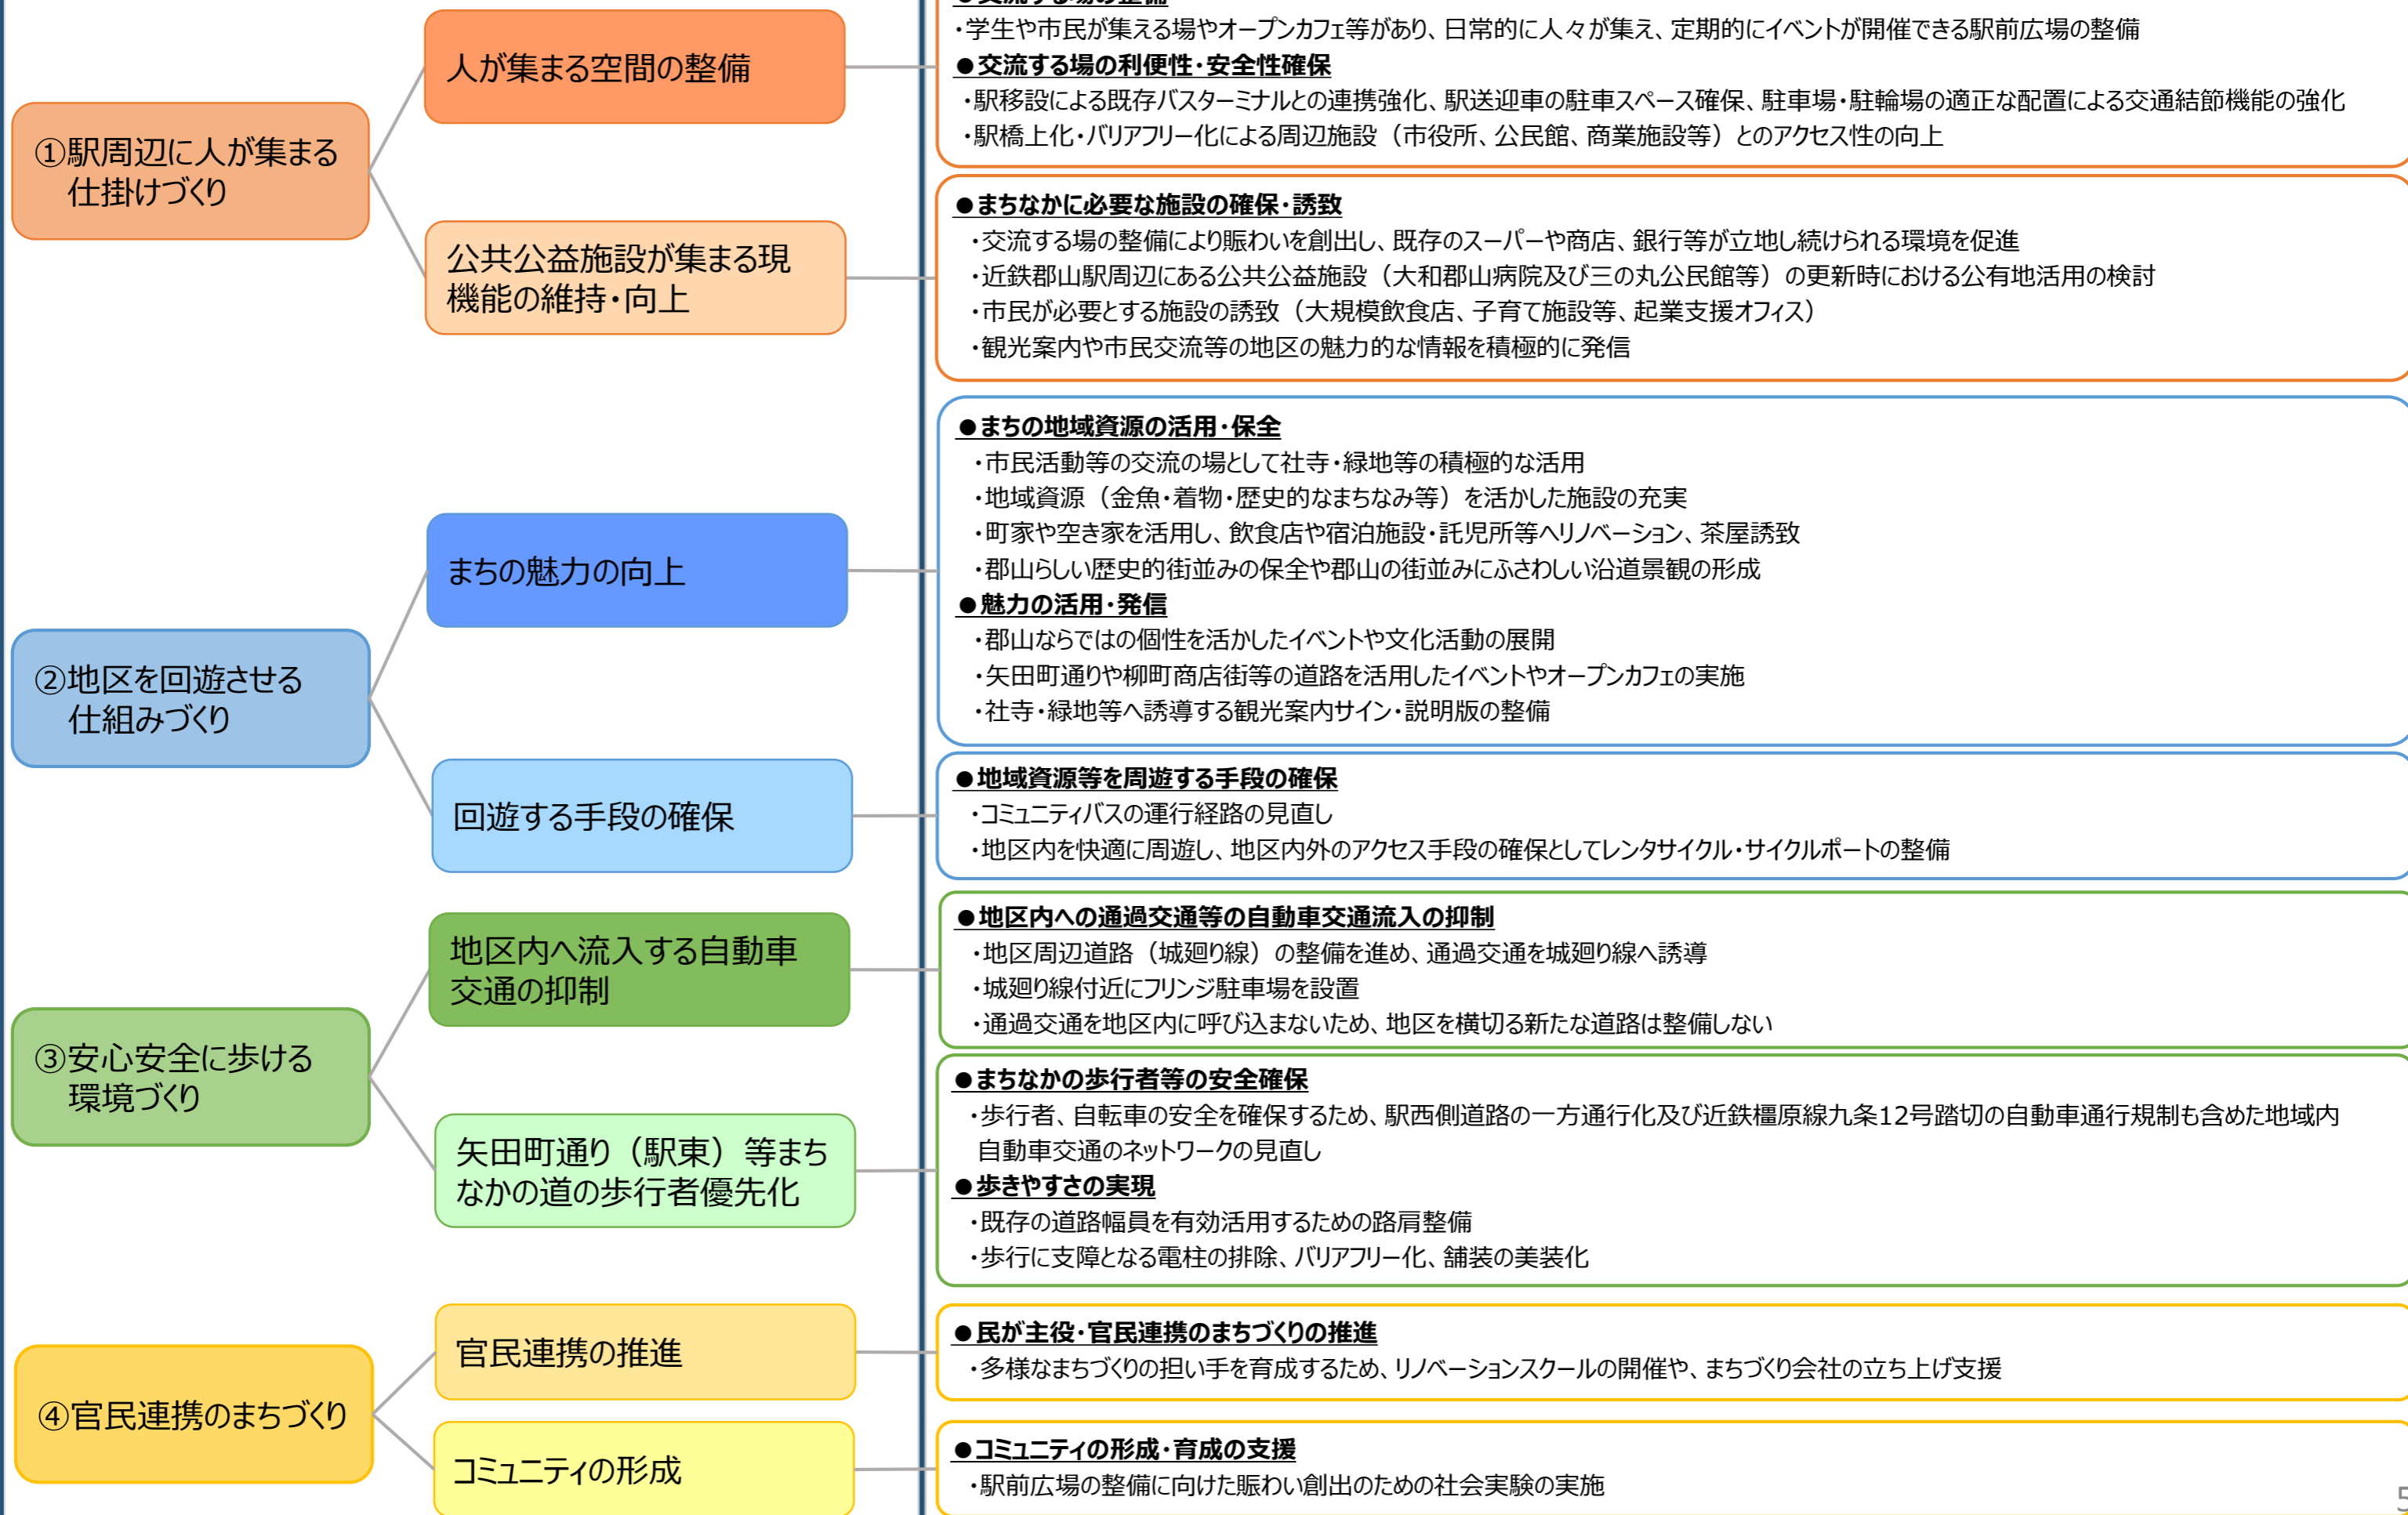 ●交流する場の整備
・学生や市民が集える場やオープンカフェ等があり、日常的に人々が集え、定期的にイベントが開催できる駅前広場の整備
●交流する場の利便性・安全性確保
・駅移設による既存バスターミナルとの連携強化、駅送迎車の駐車スペース確保、駐車場・駐輪場の適正な配置による交通結節機能の強化
・駅橋上化・バリアフリー化による周辺施設（市役所、公民館、商業施設等）とのアクセス性の向上
人が集まる空間の整備
①駅周辺に人が集まる
仕掛けづくり
公共公益施設が集まる現
機能の維持・向上
●まちなかに必要な施設の確保・誘致
・交流する場の整備により賑わいを創出し、既存のスーパーや商店、銀行等が立地し続けられる環境を促進
・近鉄郡山駅周辺にある公共公益施設（大和郡山病院及び三の丸公民館等）の更新時における公有地活用の検討
・市民が必要とする施設の誘致（大規模飲食店、子育て施設等、起業支援オフィス）
・観光案内や市民交流等の地区の魅力的な情報を積極的に発信
②地区を回遊させる
仕組みづくり
まちの魅力の向上
●まちの地域資源の活用・保全
・市民活動等の交流の場として社寺・緑地等の積極的な活用
・地域資源（金魚・着物・歴史的なまちなみ等）を活かした施設の充実
・町家や空き家を活用し、飲食店や宿泊施設・託児所等へリノベーション、茶屋誘致
・郡山らしい歴史的街並みの保全や郡山の街並みにふさわしい沿道景観の形成
●魅力の活用・発信
・郡山ならではの個性を活かしたイベントや文化活動の展開
・矢田町通りや柳町商店街等の道路を活用したイベントやオープンカフェの実施
・社寺・緑地等へ誘導する観光案内サイン・説明版の整備
回遊する手段の確保
●地域資源等を周遊する手段の確保
・コミュニティバスの運行経路の見直し
・地区内を快適に周遊し、地区内外のアクセス手段の確保としてレンタサイクル・サイクルポートの整備
③安心安全に歩ける
環境づくり
地区内へ流入する自動車
交通の抑制
●地区内への通過交通等の自動車交通流入の抑制
・地区周辺道路（城廻り線）の整備を進め、通過交通を城廻り線へ誘導
・城廻り線付近にフリンジ駐車場を設置
・通過交通を地区内に呼び込まないため、地区を横切る新たな道路は整備しない
矢田町通り（駅東）等まち
なかの道の歩行者優先化
●まちなかの歩行者等の安全確保
・歩行者、自転車の安全を確保するため、駅西側道路の一方通行化及び近鉄橿原線九条12号踏切の自動車通行規制も含めた地域内
自動車交通のネットワークの見直し
●歩きやすさの実現
・既存の道路幅員を有効活用するための路肩整備
・歩行に支障となる電柱の排除、バリアフリー化、舗装の美装化
④官民連携のまちづくり
官民連携の推進
●民が主役・官民連携のまちづくりの推進
・多様なまちづくりの担い手を育成するため、リノベーションスクールの開催や、まちづくり会社の立ち上げ支援
コミュニティの形成
●コミュニティの形成・育成の支援
・駅前広場の整備に向けた賑わい創出のための社会実験の実施
5